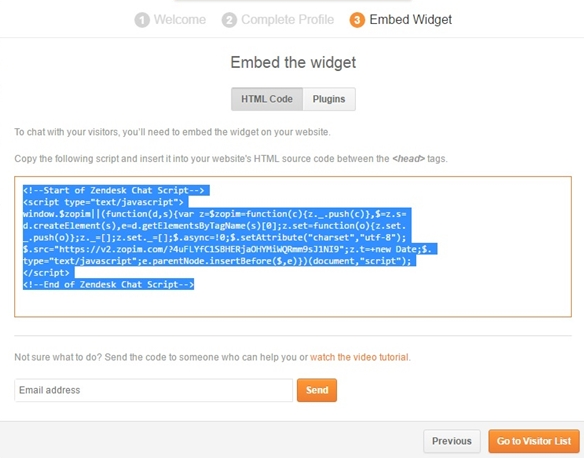 1 Welcome 2 Complete Profile 3 Embed Widget
Embed the widget
HTML Code Plugins
To chat with your visitors, you'll need to embed the widget on your website.
Copy the following script and insert it into your website's HTML source code between the <head> tags.
<!--Start of Zendesk Chat Script-->
<script type="text/javascript">
window.$zopim||(function(d,s){var z=$zopim=function(c){z._.push(c)},$=z.s=
d.createElement(s),e=d.getElementsByTagName(s)[0];z.set=function(o){z.set.
_.push(o)};z._=[];z.set._=[];$.async=!0;$.setAttribute("charset","utf-8");
$.src="https://v2.zopim.com/?4uFLYfC1SBHERjaOHYMiWQRmm9sJ1NI9";z.t=+new Date;$.
type="text/javascript";e.parentNode.insertBefore($,e)})(document,"script");
</script>
<!--End of Zendesk Chat Script-->
Not sure what to do? Send the code to someone who can help you or watch the video tutorial.
Email address Send
Previous Go to Visitor List